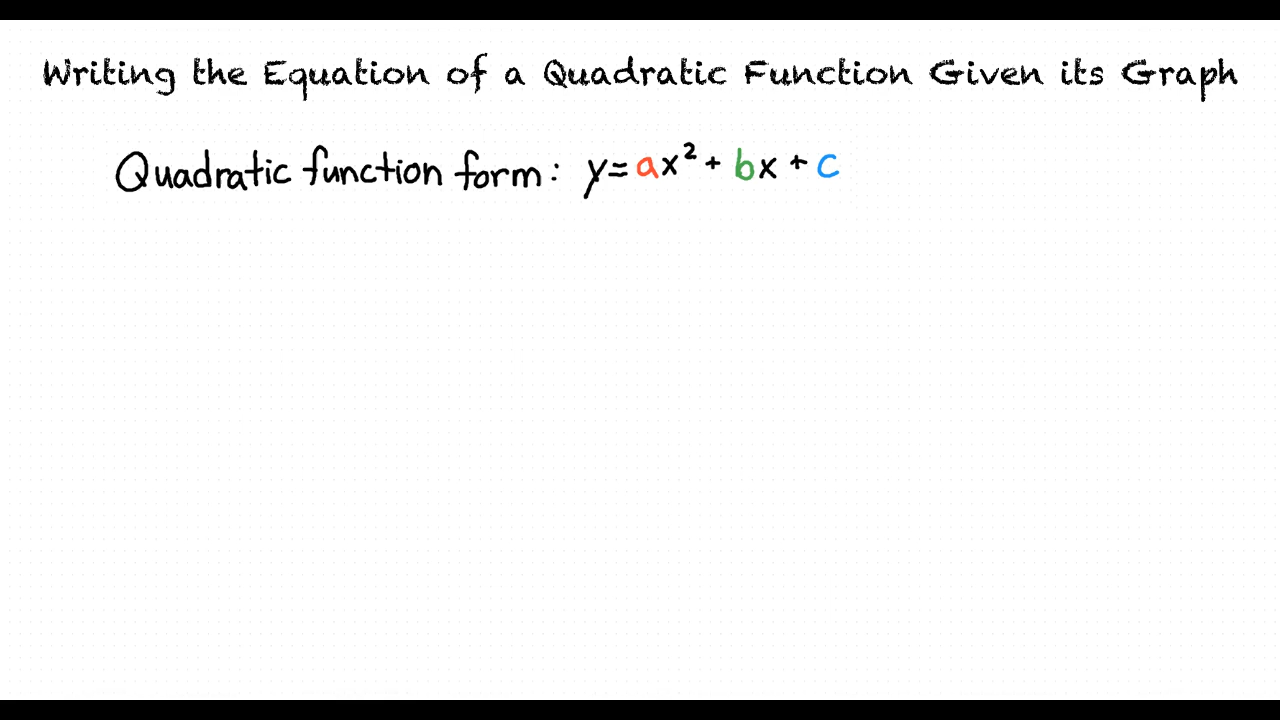 Writing the Equation of a Quadratic Function Given its Graph
Quadratic function form: y=ax²+bx+c